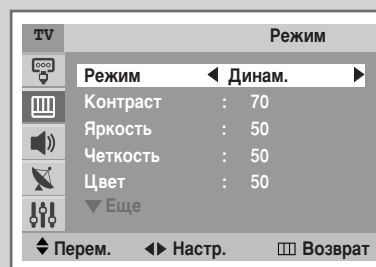 TV Режим
Режим ◀ Динам. ▶
Контраст : 70
Яркость : 50
Четкость : 50
Цвет : 50
▼ Еще
Перем. Настр. Возврат